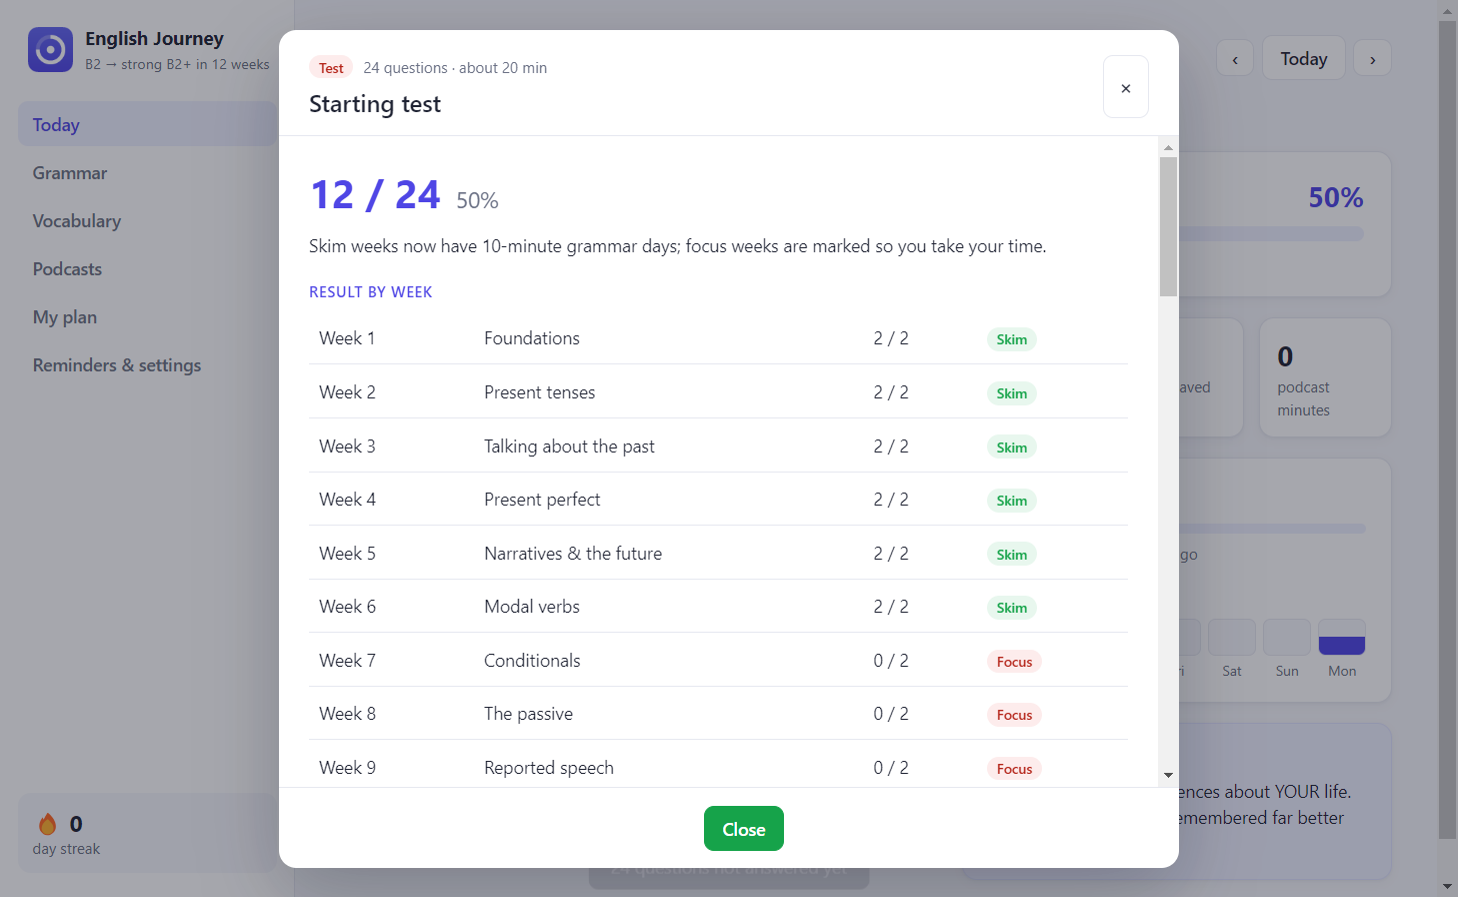 English Journey
B2 → strong B2+ in 12 weeks
Today
Grammar
Vocabulary
Podcasts
My plan
Reminders & settings
0
day streak
Test 24 questions · about 20 min
Starting test
×
12 / 24 50%
Skim weeks now have 10-minute grammar days; focus weeks are marked so you take your time.
RESULT BY WEEK
Week 1 Foundations 2 / 2 Skim
Week 2 Present tenses 2 / 2 Skim
Week 3 Talking about the past 2 / 2 Skim
Week 4 Present perfect 2 / 2 Skim
Week 5 Narratives & the future 2 / 2 Skim
Week 6 Modal verbs 2 / 2 Skim
Week 7 Conditionals 0 / 2 Focus
Week 8 The passive 0 / 2 Focus
Week 9 Reported speech 0 / 2 Focus
Close
24 questions not answered yet
‹ Today ›
50%
aved
0
podcast
minutes
go
Sat Sun Mon
ences about YOUR life.
emembered far better